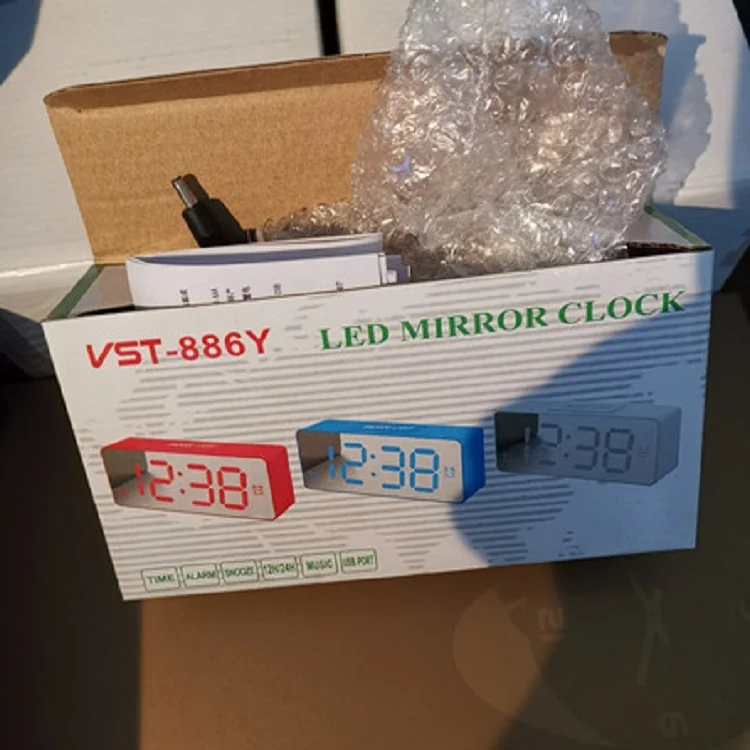 VST-886Y
LED MIRROR CLOCK
12:38
12:38
12:38
TIME ALARM SNOOZE 12H/24H MUSIC USB PORT